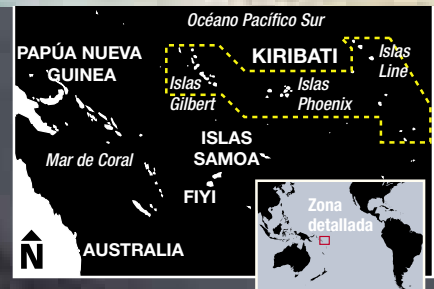 Océano Pacífico Sur
PAPÚA NUEVA
GUINEA
KIRIBATI
Islas
Line
Islas
Gilbert
Islas
Phoenix
Mar de Coral
ISLAS
SAMOA
FIYI
AUSTRALIA
N
Zona
detallada